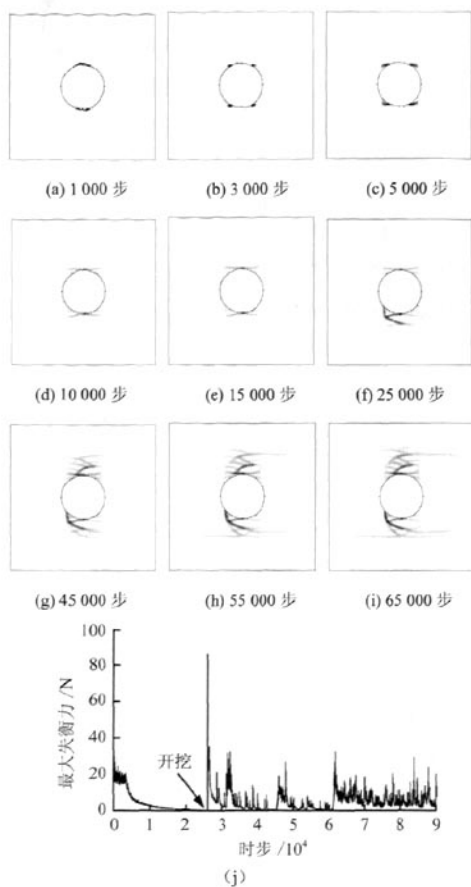 (a) 1 000 步 (b) 3 000 步 (c) 5 000 步
(d) 10 000 步 (e) 15 000 步 (f) 25 000 步
(g) 45 000 步 (h) 55 000 步 (i) 65 000 步
100
80
60
40
20
0
最大失衡力 /N
开挖
0 1 2 3 4 5 6 7 8 9
时步 /10⁴
(j)